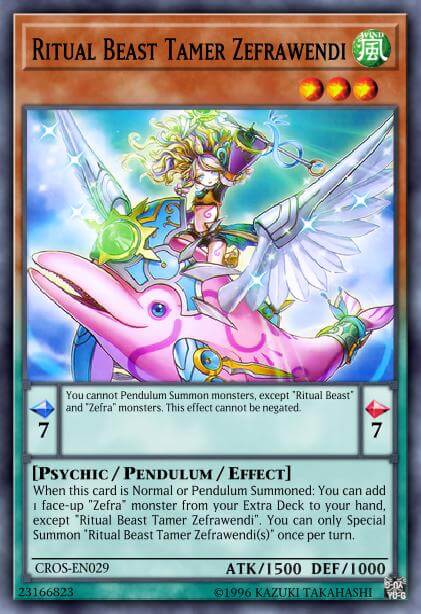 RITUAL BEAST TAMER ZEFRAWENDI
WIND
風
You cannot Pendulum Summon monsters, except "Ritual Beast"
and "Zefra" monsters. This effect cannot be negated.
7
7
[PSYCHIC / PENDULUM / EFFECT]
When this card is Normal or Pendulum Summoned: You can add
1 face-up "Zefra" monster from your Extra Deck to your hand,
except "Ritual Beast Tamer Zefrawendi". You can only Special
Summon "Ritual Beast Tamer Zefrawendi(s)" once per turn.
CROS-EN029
ATK/1500 DEF/1000
23166823
©1996 KAZUKI TAKAHASHI